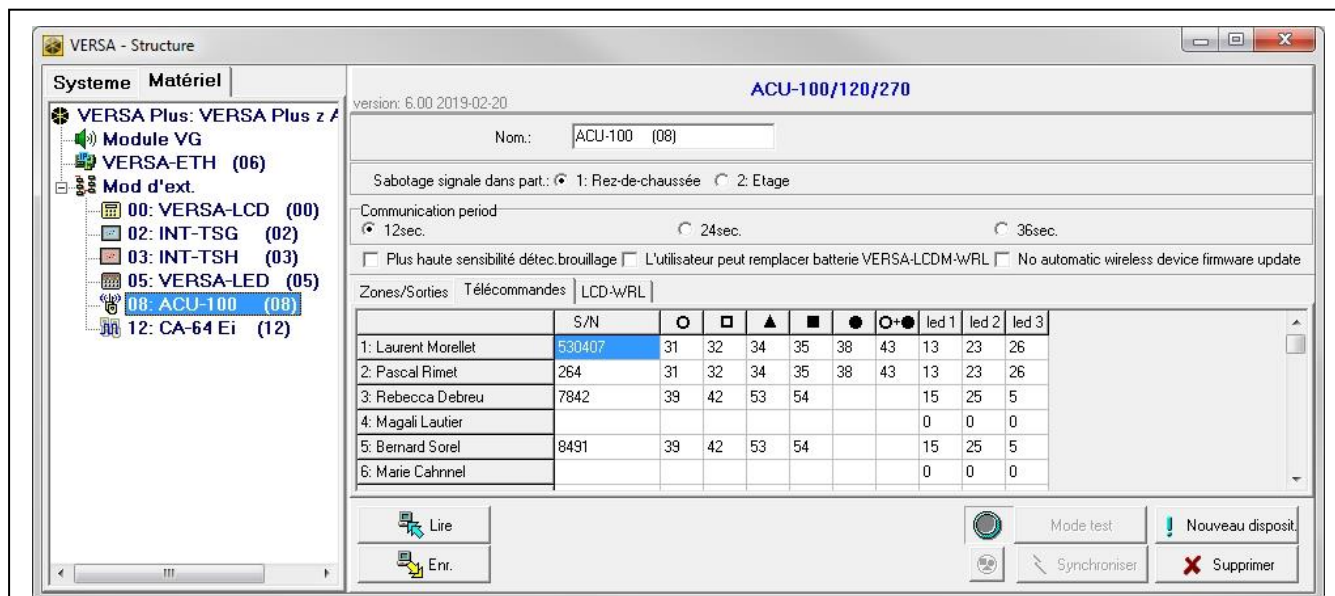 VERSA - Structure
Systeme Matériel
VERSA Plus: VERSA Plus z A
Module VG
VERSA-ETH (06)
Mod d'ext.
00: VERSA-LCD (00)
02: INT-TSG (02)
03: INT-TSH (03)
05: VERSA-LED (05)
08: ACU-100 (08)
12: CA-64 Ei (12)
version: 6.00 2019-02-20
ACU-100/120/270
Nom.: ACU-100 (08)
Sabotage signale dans part.: 1: Rez-de-chaussée 2: Etage
Communication period
12sec. 24sec. 36sec.
Plus haute sensibilité détec.brouillage L'utilisateur peut remplacer batterie VERSA-LCDM-WRL No automatic wireless device firmware update
Zones/Sorties Télécommandes LCD-WRL
S/N led 1 led 2 led 3
1: Laurent Morellet 530407 31 32 34 35 38 43 13 23 26
2: Pascal Rimet 264 31 32 34 35 38 43 13 23 26
3: Rebecca Debreu 7842 39 42 53 54 15 25 5
4: Magali Lautier 0 0 0
5: Bernard Sorel 8491 39 42 53 54 15 25 5
6: Marie Cahnnel 0 0 0
Lire Mode test Nouveau disposit.
Enr. Synchroniser Supprimer